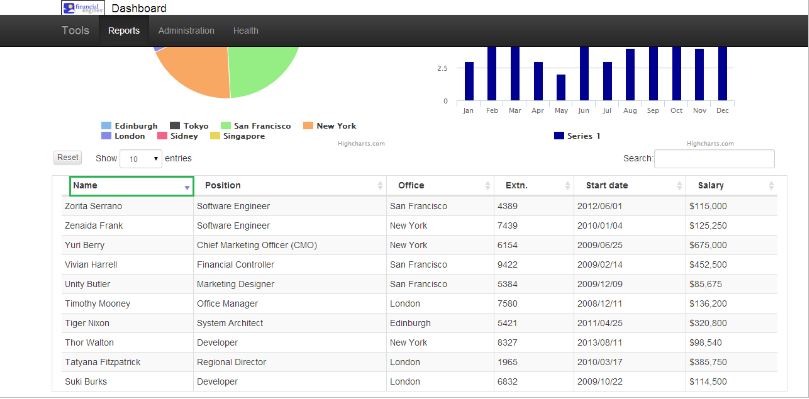 financial
engines
Dashboard
Tools Reports Administration Health
2.5
0
Jan Feb Mar Apr May Jun Jul Aug Sep Oct Nov Dec
Edinburgh Tokyo San Francisco New York
London Sidney Singapore
Series 1
Highcharts.com
Highcharts.com
Reset Show 10 entries Search:
Name Position Office Extn. Start date Salary
Zorita Serrano Software Engineer San Francisco 4389 2012/06/01 $115,000
Zenaida Frank Software Engineer New York 7439 2010/01/04 $125,250
Yuri Berry Chief Marketing Officer (CMO) New York 6154 2009/06/25 $675,000
Vivian Harrell Financial Controller San Francisco 9422 2009/02/14 $452,500
Unity Butler Marketing Designer San Francisco 5384 2009/12/09 $85,675
Timothy Mooney Office Manager London 7580 2008/12/11 $136,200
Tiger Nixon System Architect Edinburgh 5421 2011/04/25 $320,800
Thor Walton Developer New York 8327 2013/08/11 $98,540
Tatyana Fitzpatrick Regional Director London 1965 2010/03/17 $385,750
Suki Burks Developer London 6832 2009/10/22 $114,500